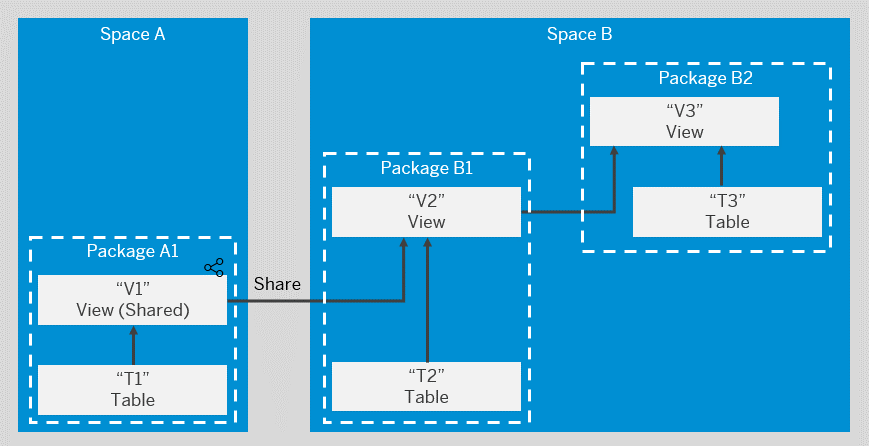 Space A
Package A1
“V1”
View (Shared)
“T1”
Table
Share
Space B
Package B1
“V2”
View
“T2”
Table
Package B2
“V3”
View
“T3”
Table